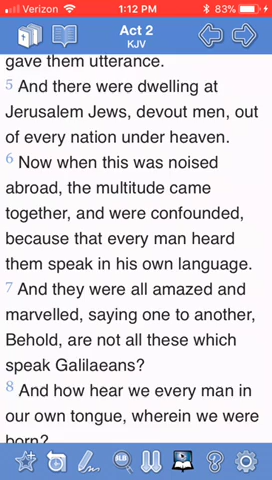 Verizon 1:12 PM 83%
Act 2
KJV
gave them utterance.
5 And there were dwelling at
Jerusalem Jews, devout men, out
of every nation under heaven.
6 Now when this was noised
abroad, the multitude came
together, and were confounded,
because that every man heard
them speak in his own language.
7 And they were all amazed and
marvelled, saying one to another,
Behold, are not all these which
speak Galilaeans?
8 And how hear we every man in
our own tongue, wherein we were
born?
ALB